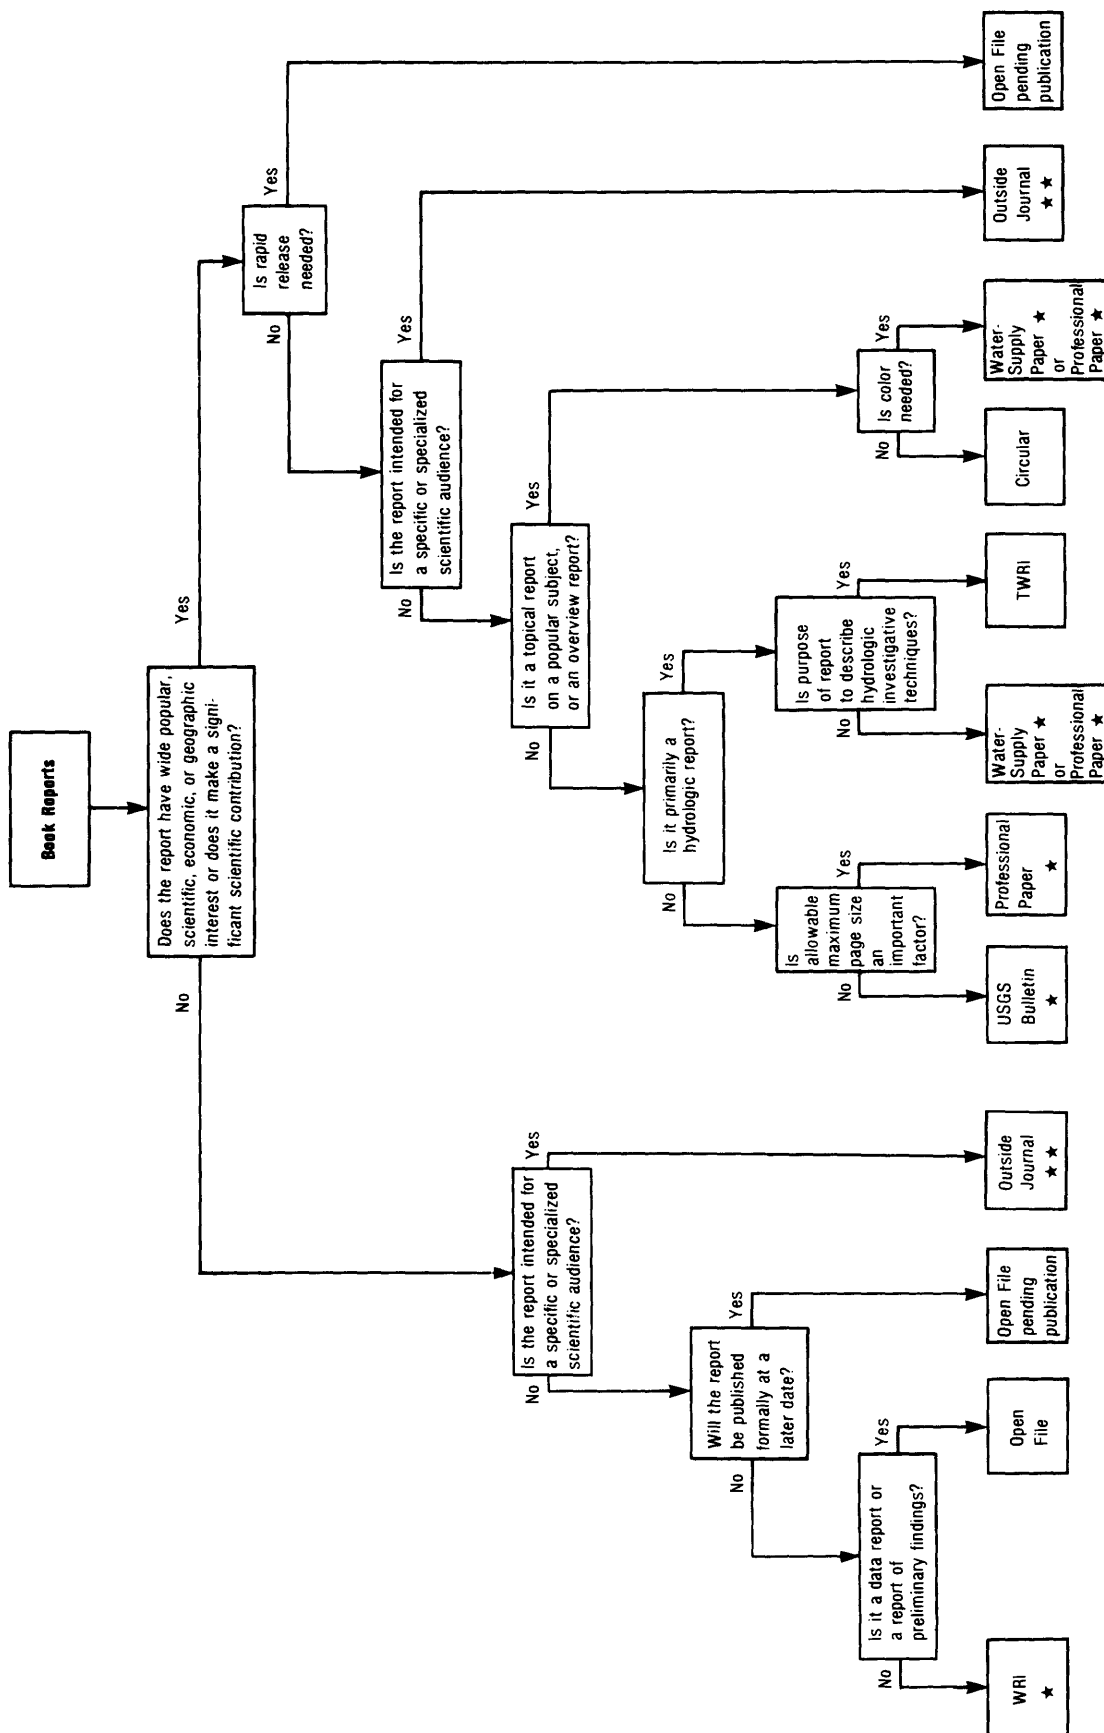 Book Reports
Does the report have wide popular,
scientific, economic, or geographic
interest or does it make a signi-
ficant scientific contribution?
No
Yes
Is rapid
release
needed?
No
Yes
Is the report intended for
a specific or specialized
scientific audience?
No
Yes
Is the report intended for
a specific or specialized
scientific audience?
No
Yes
Is it a topical report
on a popular subject,
or an overview report?
No
Yes
Is it primarily a
hydrologic report?
No
Yes
Will the report
be published
formally at a
later date?
No
Yes
Is
allowable
maximum
page size
an
important
factor?
No
Yes
Is purpose
of report
to describe
hydrologic
investigative
techniques?
No
Yes
Is color
needed?
No
Yes
Is it a data report or
a report of
preliminary findings?
No
Yes
WRI
★
Open
File
Open File
pending
publication
Outside
Journal
★ ★
USGS
Bulletin
★
Professional
Paper
★
Water-
Supply
Paper ★
or
Professional
Paper ★
TWRI
Circular
Water-
Supply
Paper ★
or
Professional
Paper ★
Outside
Journal
★ ★
Open File
pending
publication